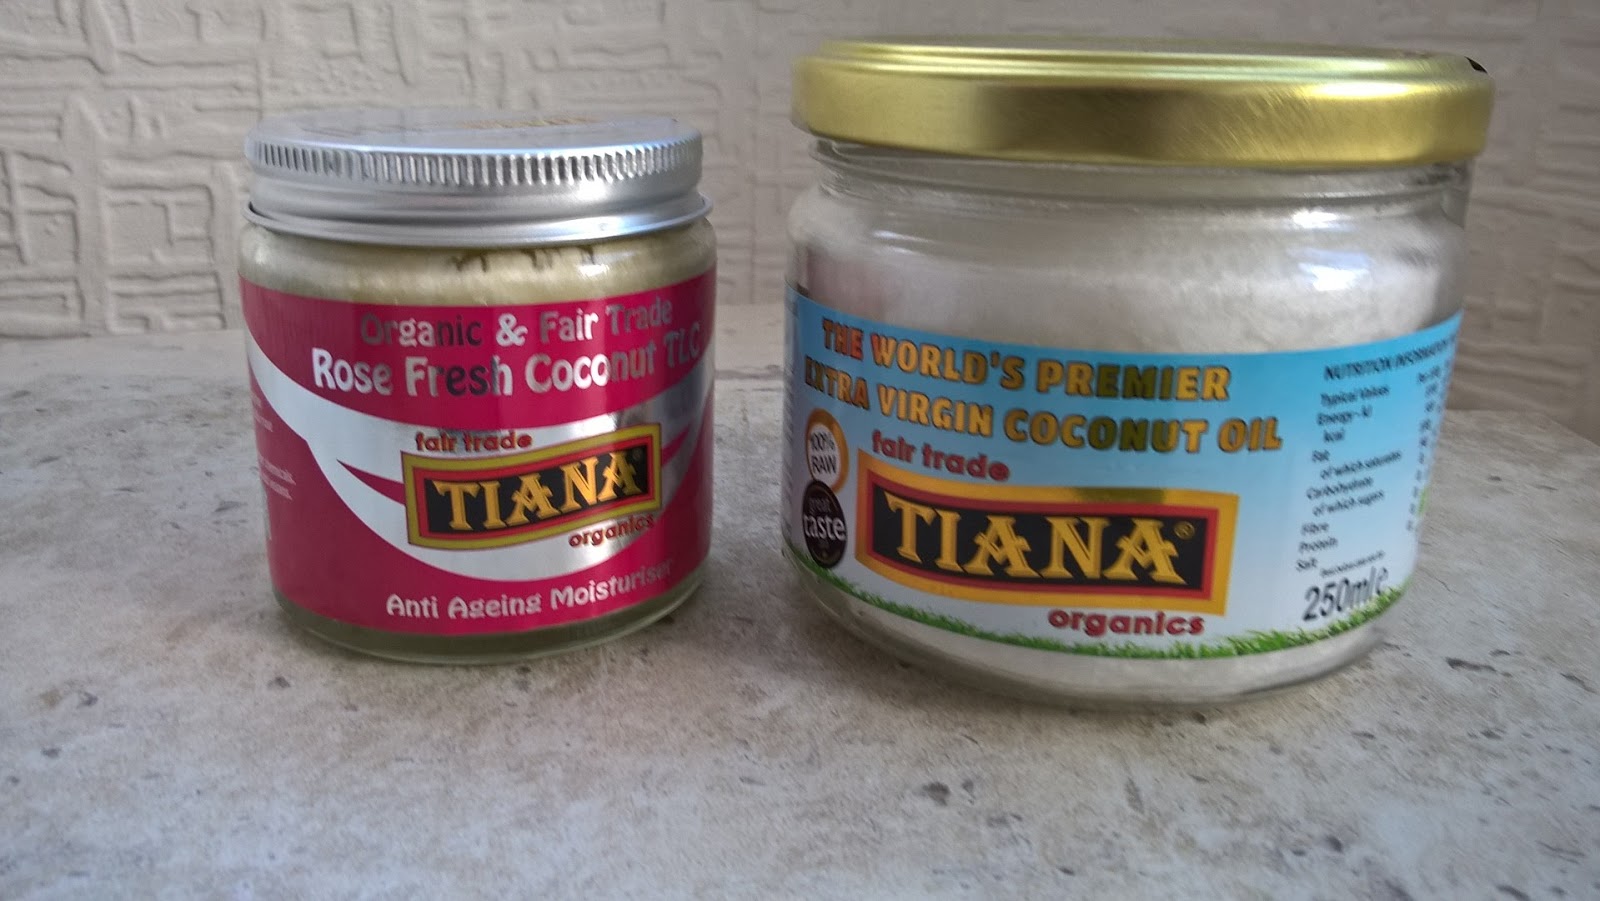 Organic & Fair Trade
Rose Fresh Coconut TLC
fair trade
TIANA®
organics
Anti Ageing Moisturiser
THE WORLD'S PREMIER
EXTRA VIRGIN COCONUT OIL
100%
RAW
great
taste
fair trade
TIANA®
organics
NUTRITION INFORMATION
Typical Values
Energy - kJ
kcal
Fat
of which saturates
Carbohydrate
of which sugars
Fibre
Protein
Salt
250ml e